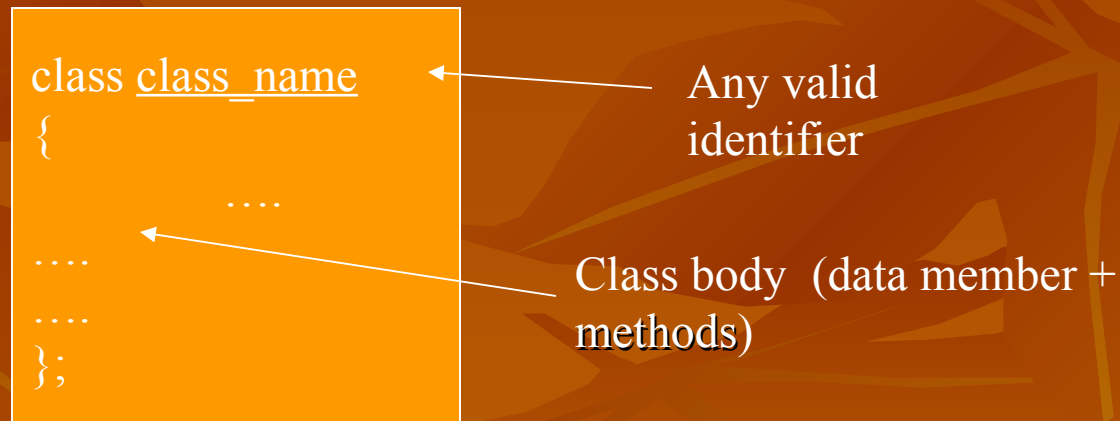 class class_name
{
….
….
….
};
Any valid
identifier
Class body (data member +
methods)